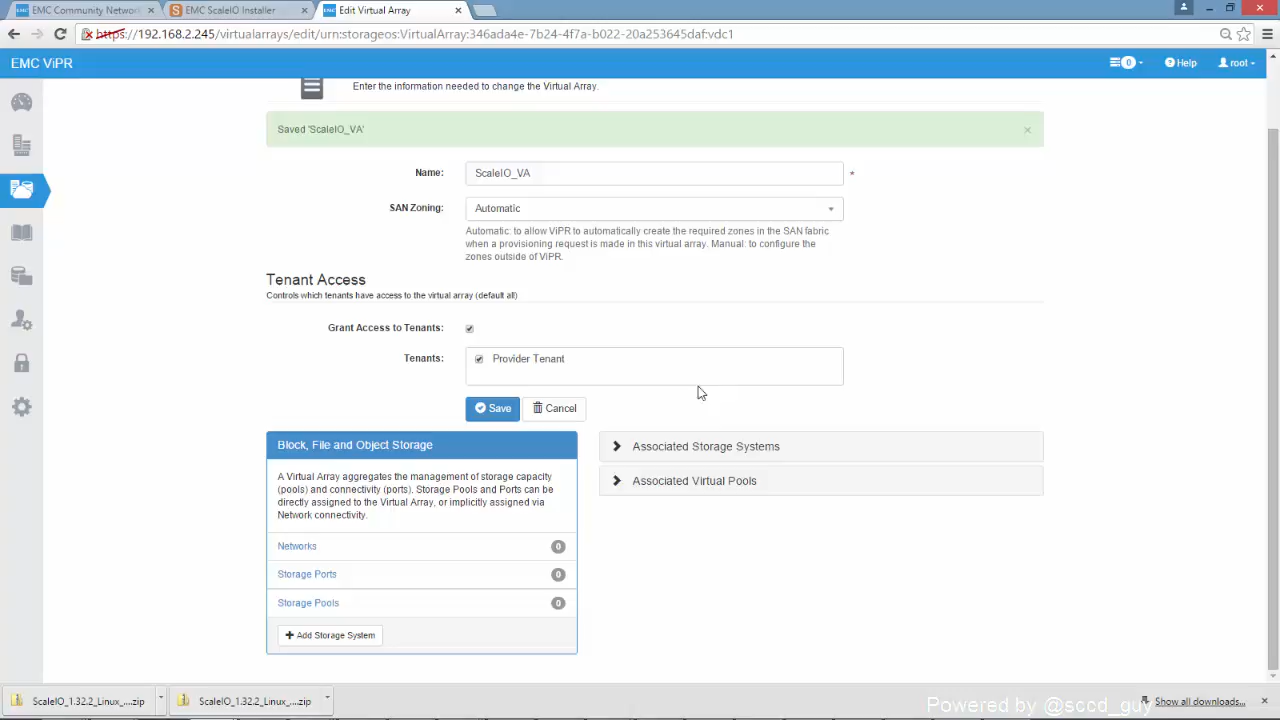 EMC Community Network
EMC ScaleIO Installer
Edit Virtual Array
https://192.168.2.245/virtualarrays/edit/urn:storageos:VirtualArray:346ada4e-7b24-4f7a-b022-20a253645daf:vdc1
EMC ViPR
0
Help
root
Enter the information needed to change the Virtual Array.
Saved 'ScaleIO_VA'
Name:
ScaleIO_VA
*
SAN Zoning:
Automatic
Automatic: to allow ViPR to automatically create the required zones in the SAN fabric
when a provisioning request is made in this virtual array. Manual: to configure the
zones outside of ViPR.
Tenant Access
Controls which tenants have access to the virtual array (default all)
Grant Access to Tenants:
Tenants:
Provider Tenant
Save
Cancel
Block, File and Object Storage
A Virtual Array aggregates the management of storage capacity
(pools) and connectivity (ports). Storage Pools and Ports can be
directly assigned to the Virtual Array, or implicitly assigned via
Network connectivity.
Networks 0
Storage Ports 0
Storage Pools 0
Add Storage System
Associated Storage Systems
Associated Virtual Pools
ScaleIO_1.32.2_Linux_....zip
ScaleIO_1.32.2_Linux_....zip
Powered by @sccd_guy
Show all downloads...